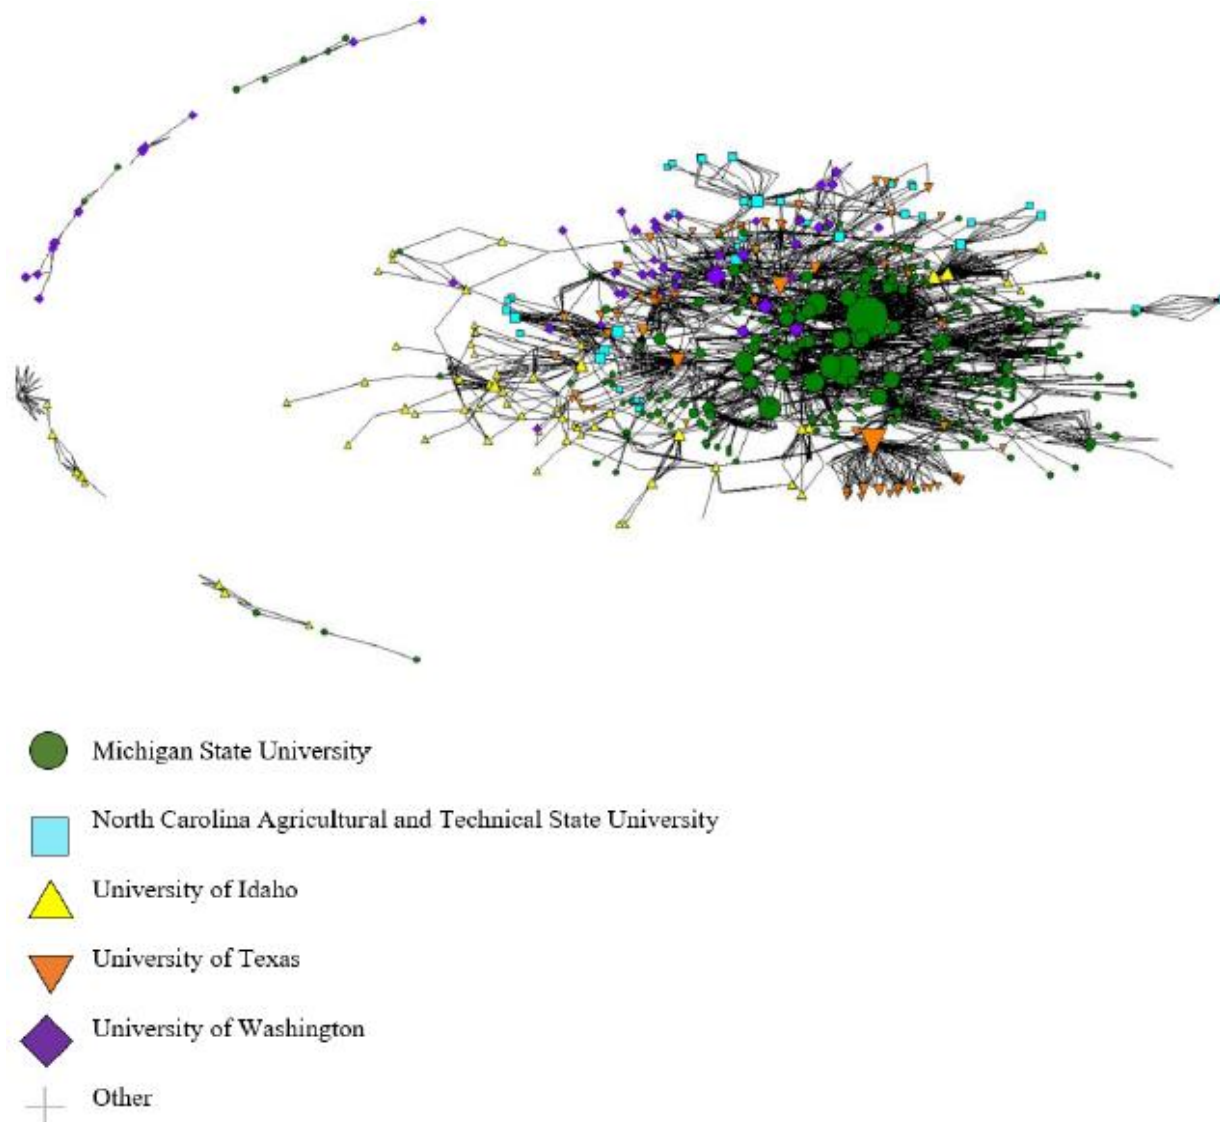 Michigan State University
North Carolina Agricultural and Technical State University
University of Idaho
University of Texas
University of Washington
Other